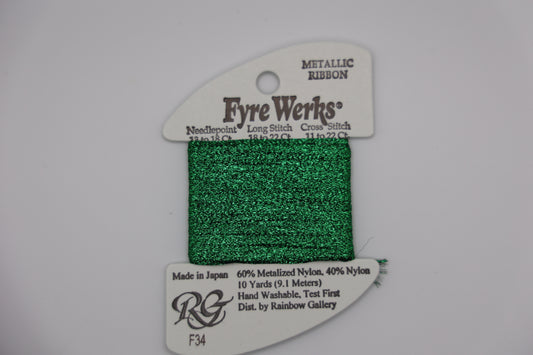 METALLIC
RIBBON
Fyre Werks®
Needlepoint Long Stitch Cross Stitch
13 to 18 Ct. 18 to 22 Ct. 11 to 22 Ct.
Made in Japan
60% Metalized Nylon, 40% Nylon
10 Yards (9.1 Meters)
Hand Washable, Test First
Dist. by Rainbow Gallery
RG
F34